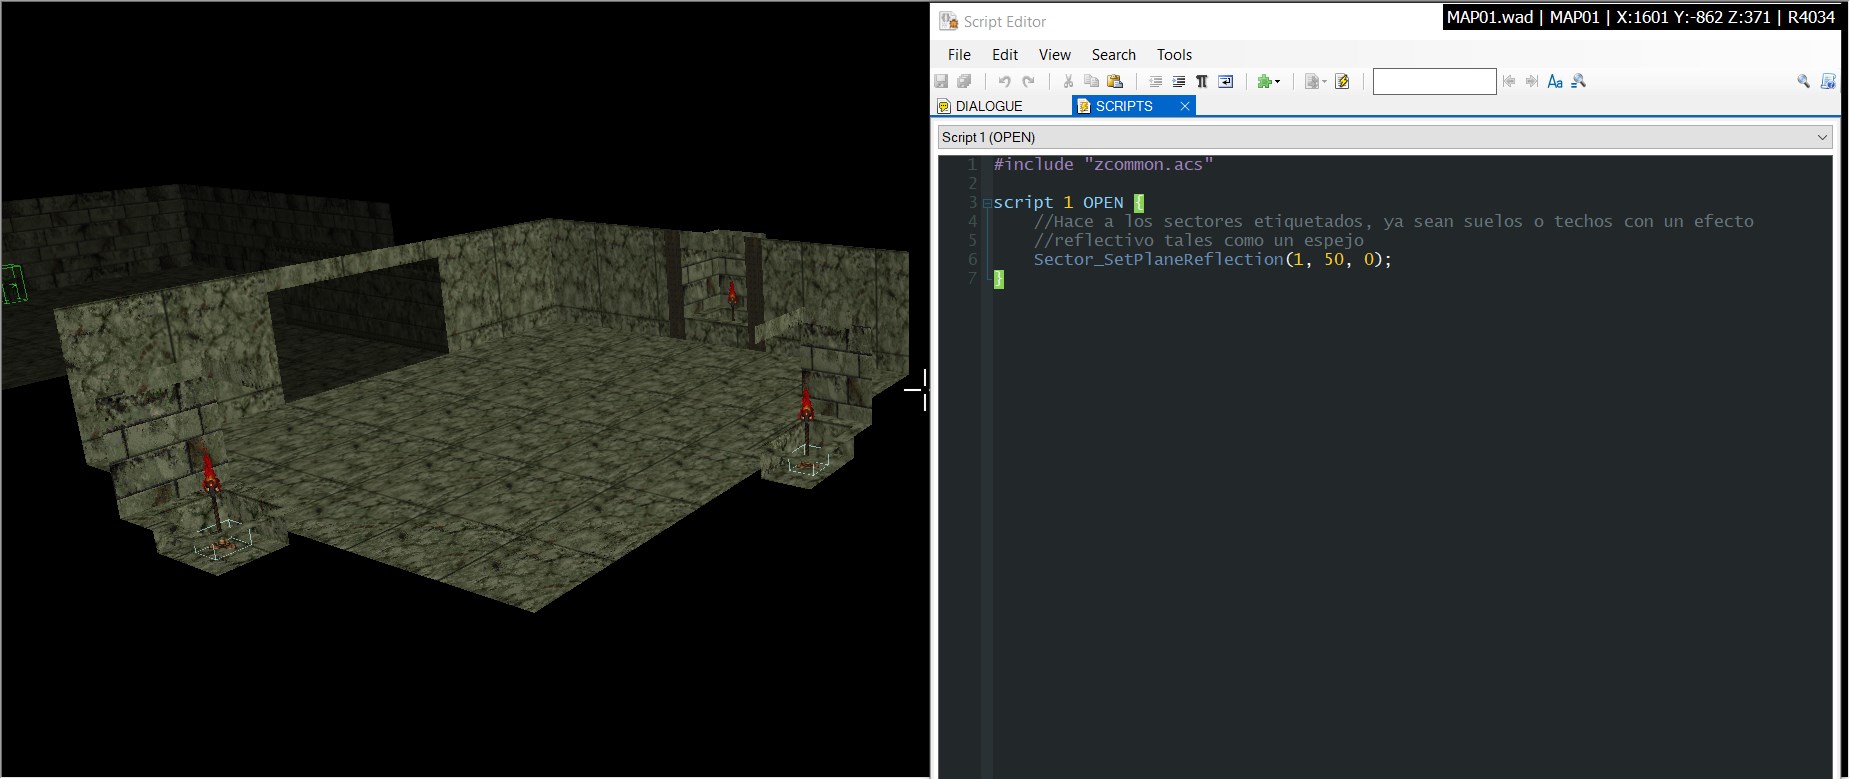 Script Editor
MAP01.wad | MAP01 | X:1601 Y:-862 Z:371 | R4034
File Edit View Search Tools
DIALOGUE SCRIPTS
Script 1 (OPEN)
1 #include "zcommon.acs"
2
3 script 1 OPEN {
4 //Hace a los sectores etiquetados, ya sean suelos o techos con un efecto
5 //reflectivo tales como un espejo
6 Sector_SetPlaneReflection(1, 50, 0);
7 }